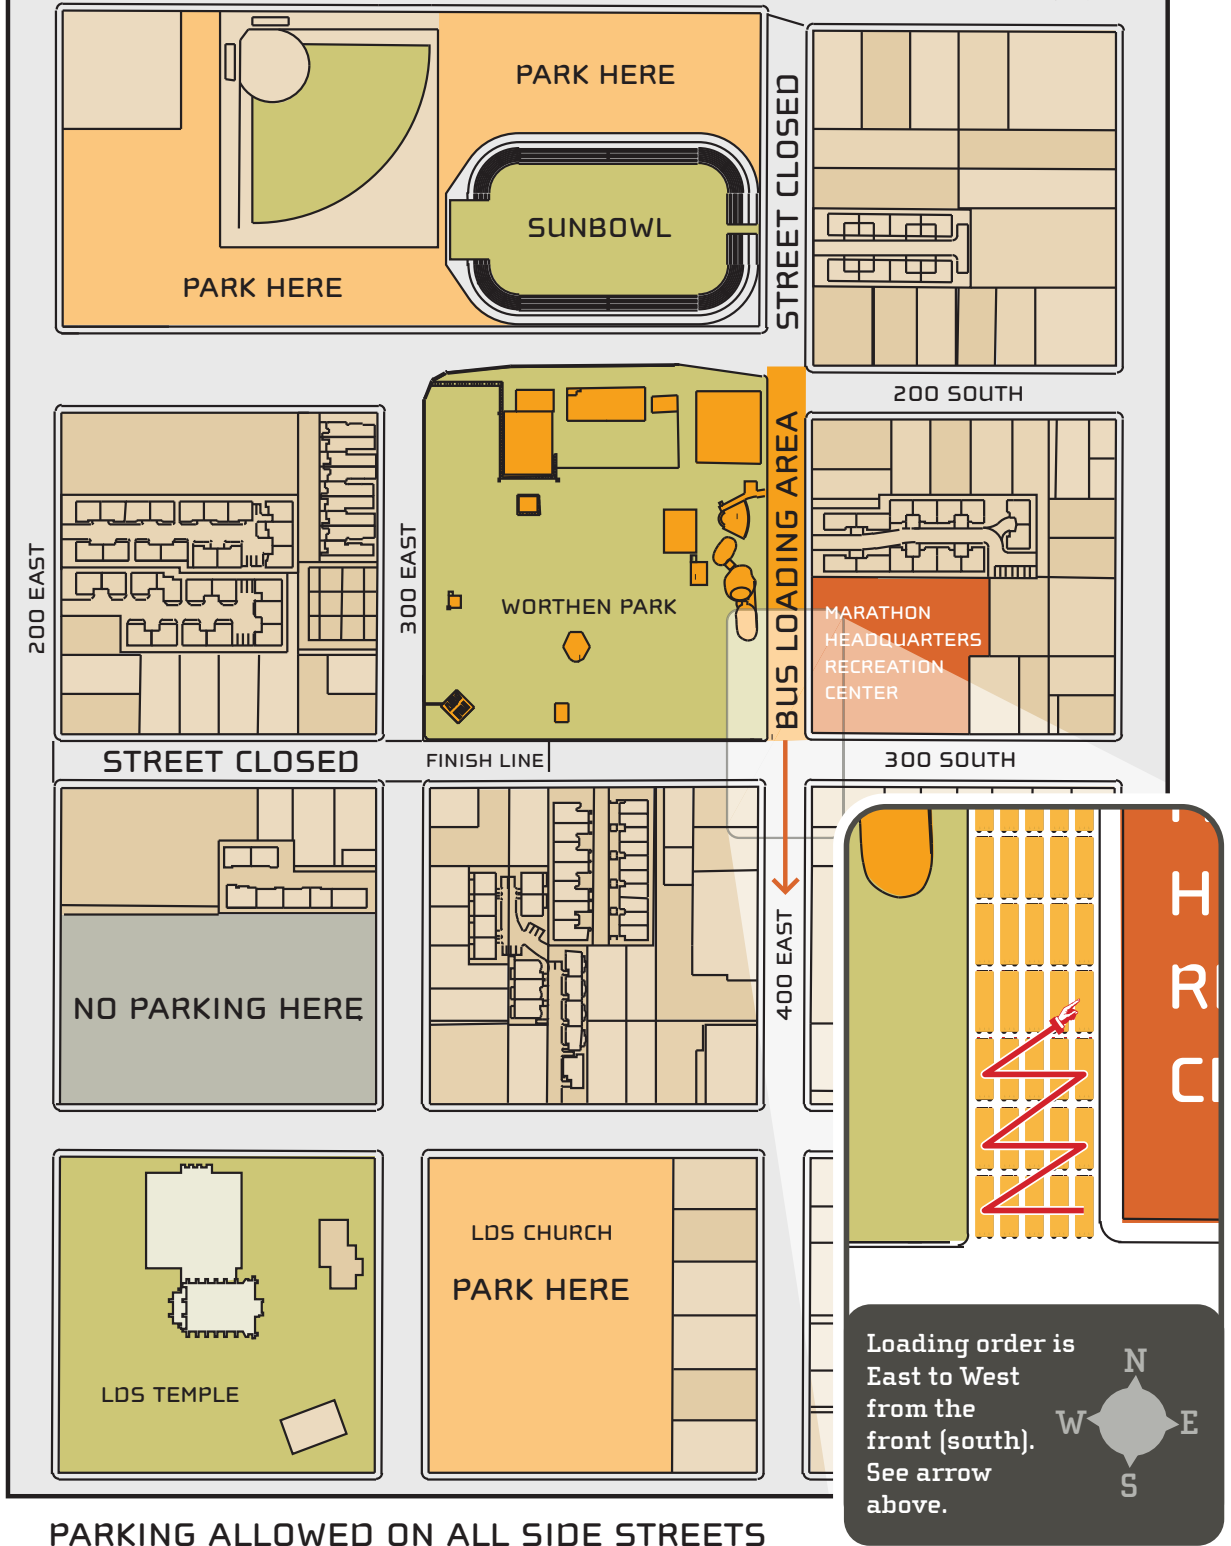 PARK HERE
STREET CLOSED
SUNBOWL
PARK HERE
200 SOUTH
BUS LOADING AREA
200 EAST
300 EAST
WORTHEN PARK
MARATHON
HEADQUARTERS
RECREATION
CENTER
STREET CLOSED
FINISH LINE
300 SOUTH
400 EAST
NO PARKING HERE
H
LDS CHURCH
PARK HERE
LDS TEMPLE
Loading order is
East to West
from the
front (south).
See arrow
above.
N
W
E
S
PARKING ALLOWED ON ALL SIDE STREETS